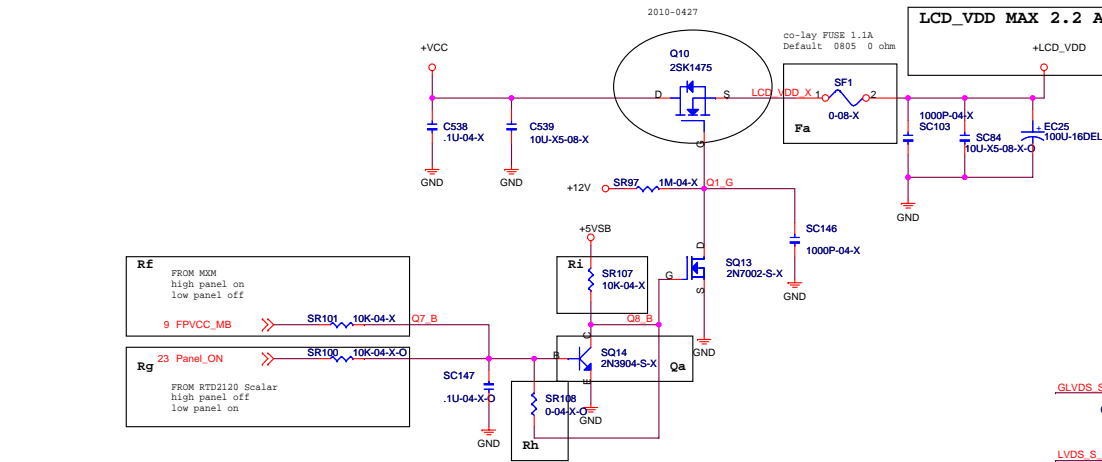 2010-0427
LCD_VDD MAX 2.2 A
co-lay FUSE 1.1A
Default 0805 0 ohm
+VCC
Q10
2SK1475
+LCD_VDD
SF1
D
S
LCD_VDD_X
1
2
0-08-X
Fa
G
C538
.1U-04-X
C539
10U-X5-08-X
1000P-04-X
SC103
SC84
10U-X5-08-X-O
+
EC25
100U-16DEL
GND
GND
GND
+12V
SR97
1M-04-X
Q1_G
+5VSB
SC146
1000P-04-X
GND
Ri
SR107
10K-04-X
D
G
S
SQ13
2N7002-S-X
GND
Rf
FROM MXM
high panel on
low panel off
9 FPVCC_MB
SR101
10K-04-X
Q7_B
Q8_B
Rg
23 Panel_ON
SR100
10K-04-X-O
FROM RTD2120 Scalar
high panel off
low panel on
C
B
E
SQ14
2N3904-S-X
Qa
SC147
.1U-04-X-O
GND
SR108
0-04-X-O
GND
Rh
GLVDS_S
LVDS_S_